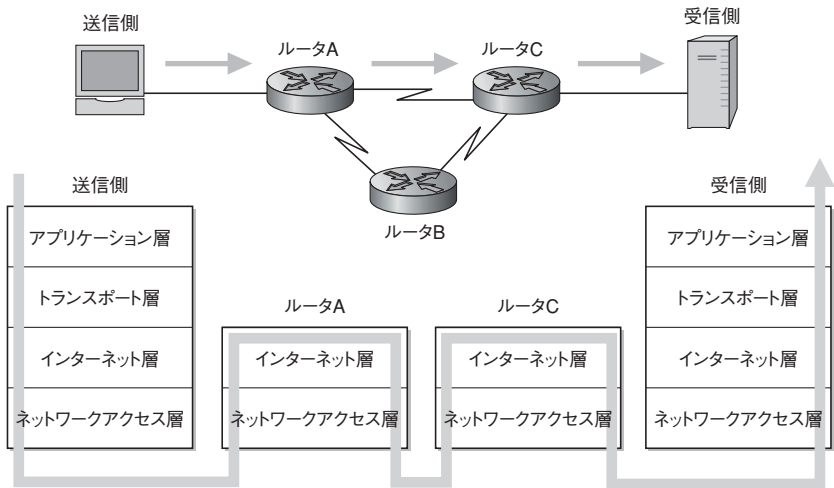 送信側
受信側
ルータA
ルータC
ルータB
送信側
受信側
アプリケーション層
トランスポート層
インターネット層
ネットワークアクセス層
ルータA
インターネット層
ネットワークアクセス層
ルータC
インターネット層
ネットワークアクセス層
アプリケーション層
トランスポート層
インターネット層
ネットワークアクセス層